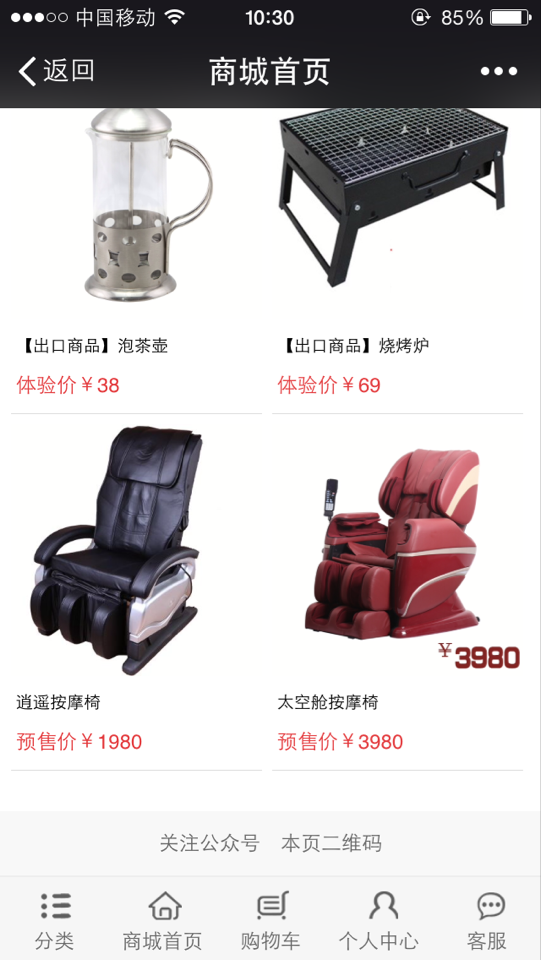 中国移动
10:30
85%
返回
商城首页
【出口商品】泡茶壶
【出口商品】烧烤炉
体验价￥38
体验价￥69
￥3980
逍遥按摩椅
太空舱按摩椅
预售价￥1980
预售价￥3980
关注公众号 本页二维码
分类 商城首页 购物车 个人中心 客服